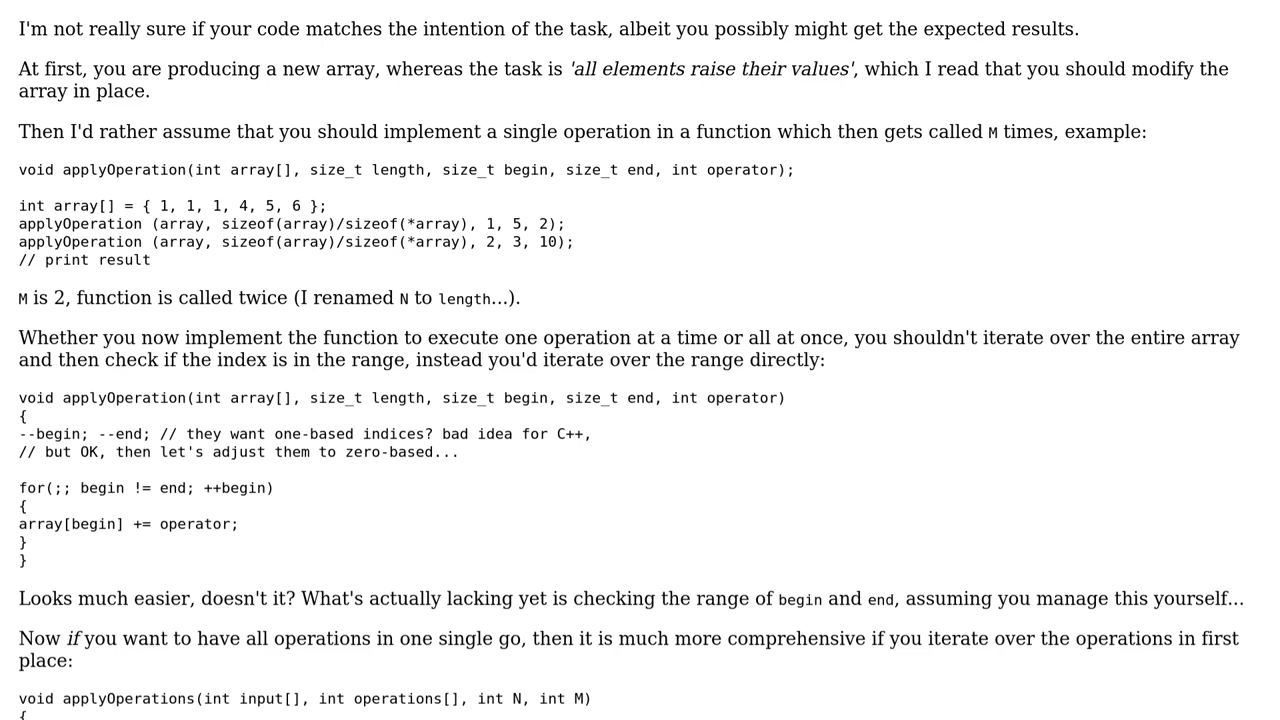 I'm not really sure if your code matches the intention of the task, albeit you possibly might get the expected results.
At first, you are producing a new array, whereas the task is 'all elements raise their values', which I read that you should modify the
array in place.
Then I'd rather assume that you should implement a single operation in a function which then gets called M times, example:
void applyOperation(int array[], size_t length, size_t begin, size_t end, int operator);
int array[] = { 1, 1, 1, 4, 5, 6 };
applyOperation (array, sizeof(array)/sizeof(*array), 1, 5, 2);
applyOperation (array, sizeof(array)/sizeof(*array), 2, 3, 10);
// print result
M is 2, function is called twice (I renamed N to length...).
Whether you now implement the function to execute one operation at a time or all at once, you shouldn't iterate over the entire array
and then check if the index is in the range, instead you'd iterate over the range directly:
void applyOperation(int array[], size_t length, size_t begin, size_t end, int operator)
{
--begin; --end; // they want one-based indices? bad idea for C++,
// but OK, then let's adjust them to zero-based...
for(;; begin != end; ++begin)
{
array[begin] += operator;
}
}
Looks much easier, doesn't it? What's actually lacking yet is checking the range of begin and end, assuming you manage this yourself...
Now if you want to have all operations in one single go, then it is much more comprehensive if you iterate over the operations in first
place:
void applyOperations(int input[], int operations[], int N, int M)
{